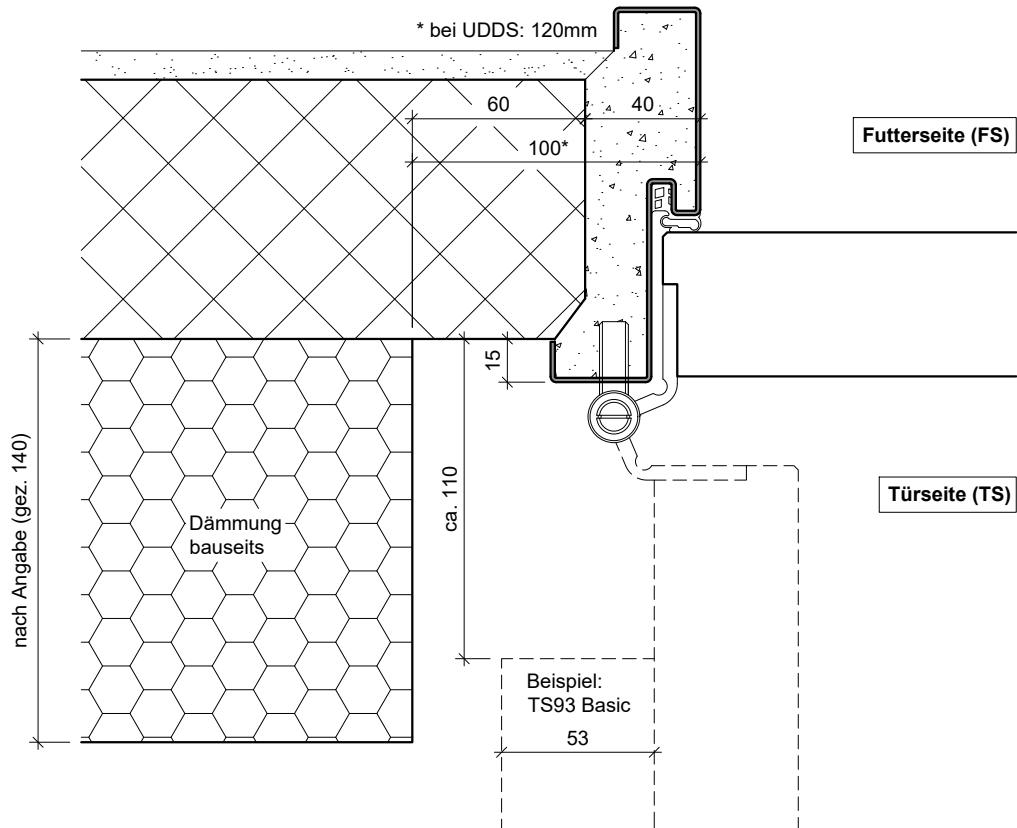 * bei UDDS: 120mm
60
40
100*
Futterseite (FS)
15
nach Angabe (gez. 140)
ca. 110
Dämmung
bauseits
Türseite (TS)
Beispiel:
TS93 Basic
53